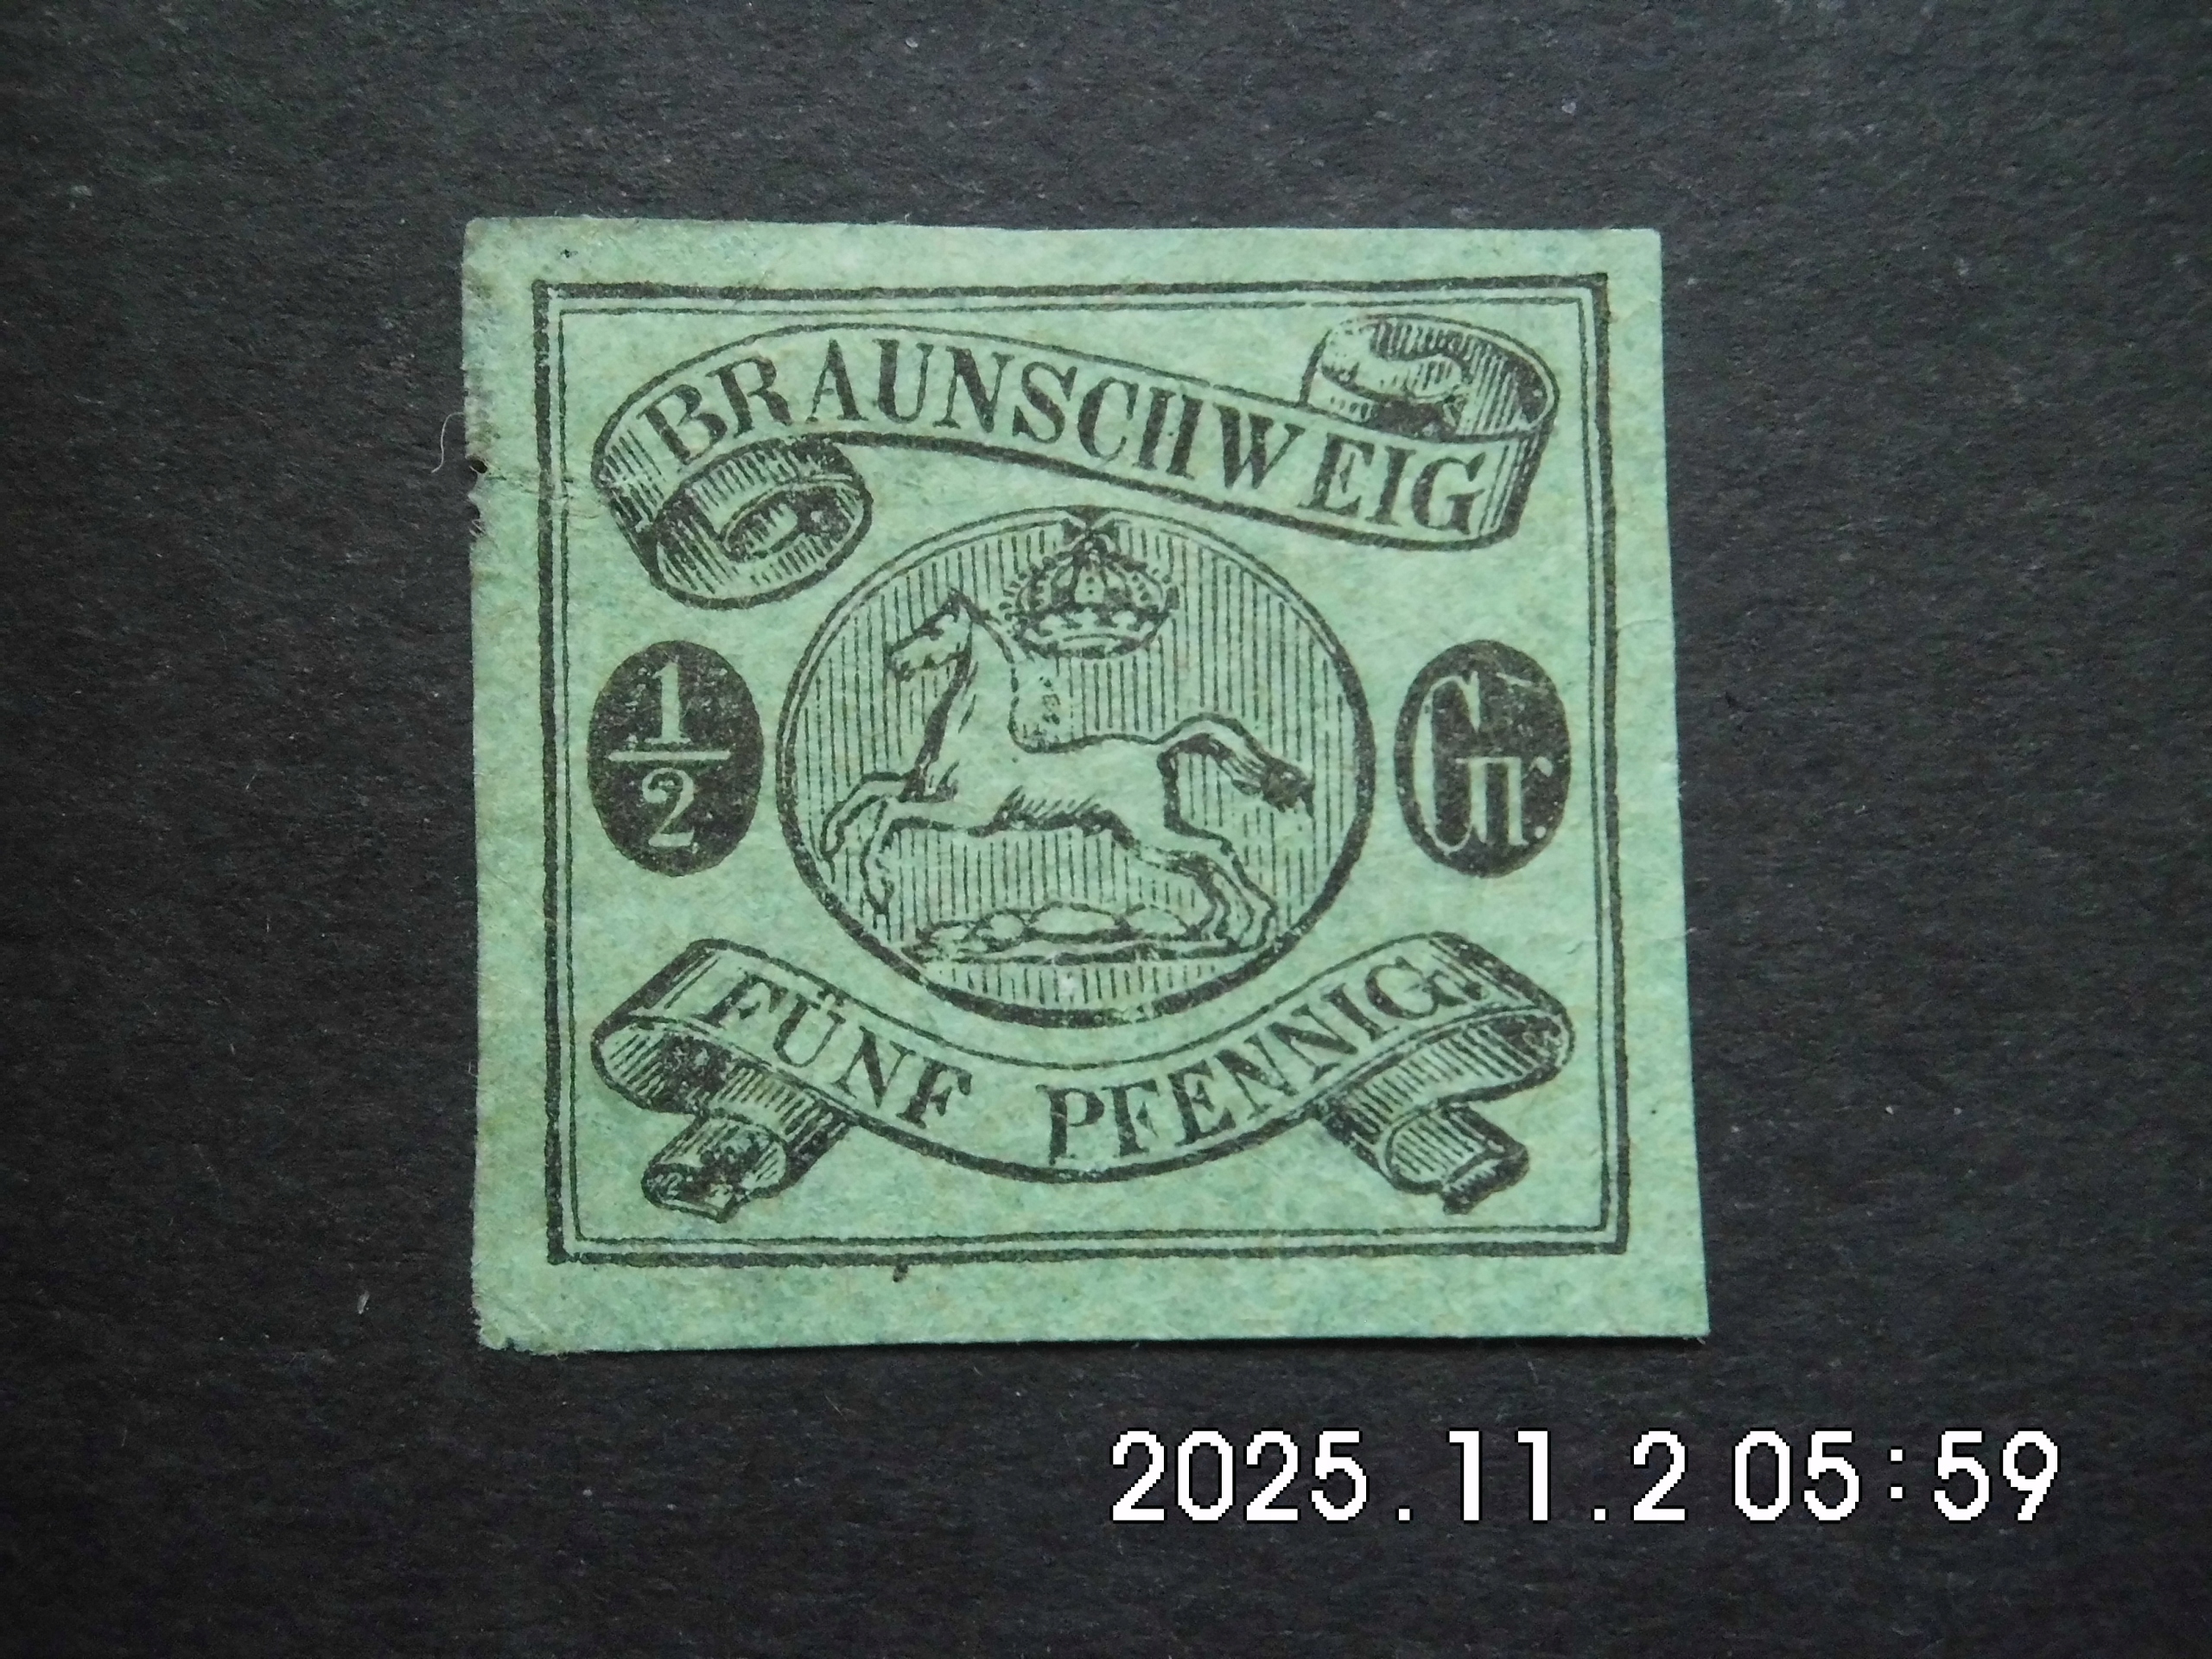 BRAUNSCHWEIG
1/2
Gr.
FÜNF PFENNIG.
2025.11.2 05:59